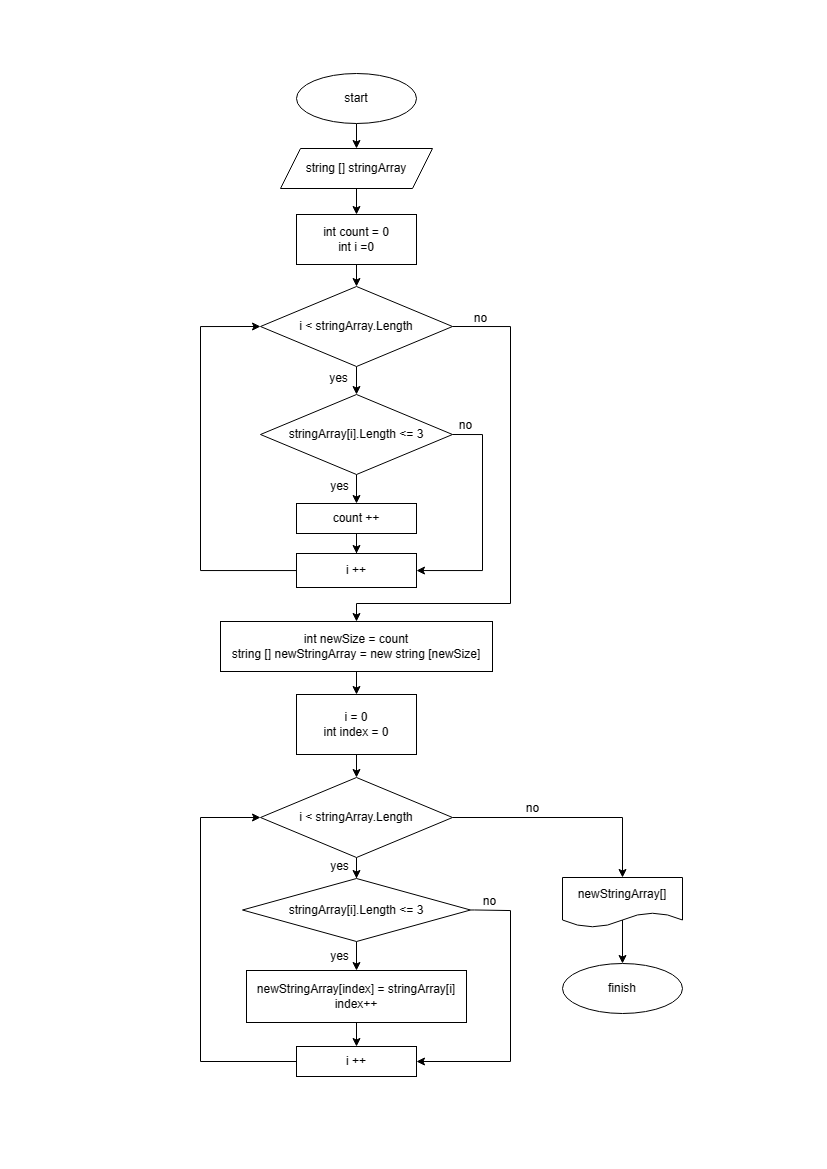 start
string [] stringArray
int count = 0
int i =0
i < stringArray.Length
no
yes
stringArray[i].Length <= 3
no
yes
count ++
i ++
int newSize = count
string [] newStringArray = new string [newSize]
i = 0
int index = 0
i < stringArray.Length
no
yes
stringArray[i].Length <= 3
no
newStringArray[]
yes
newStringArray[index] = stringArray[i]
index++
finish
i ++